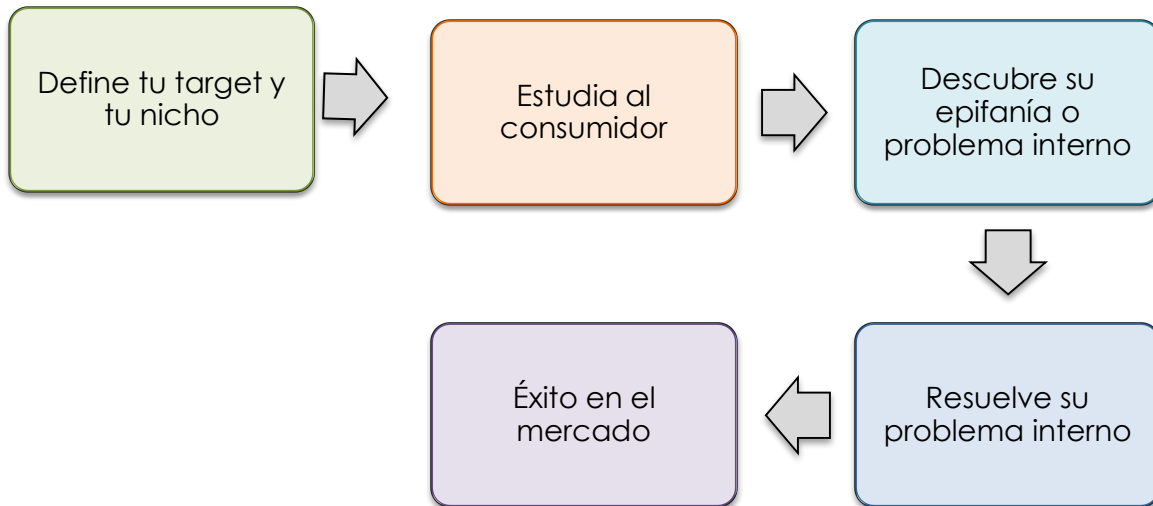 Define tu target y
tu nicho
Estudia al
consumidor
Descubre su
epifanía o
problema interno
Resuelve su
problema interno
Éxito en el
mercado